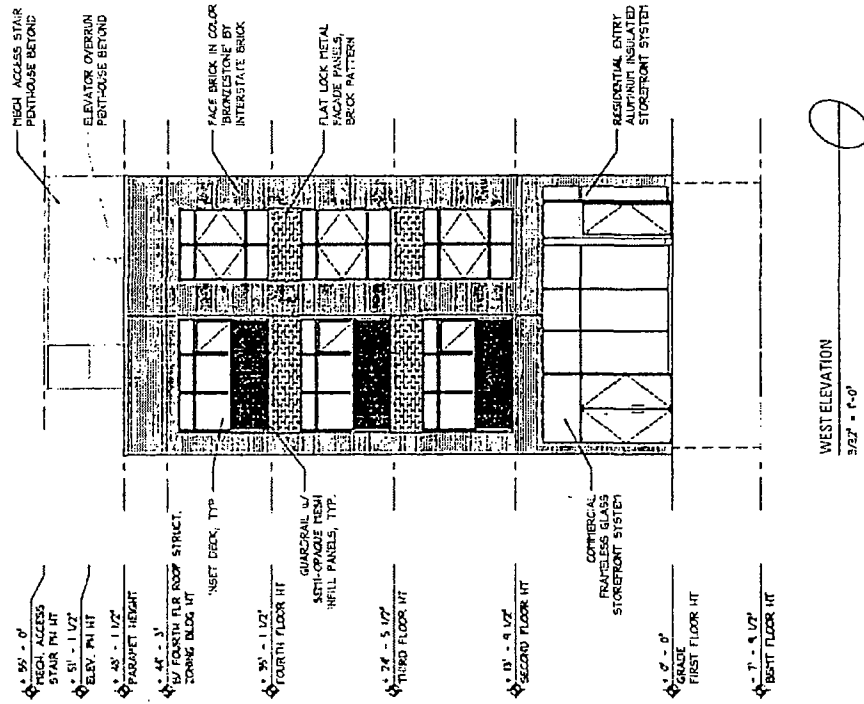 MECH. ACCESS STAIR
PENTHOUSE BEYOND
ELEVATOR OVERRUN
PENTHOUSE BEYOND
FACE BRICK IN COLOR
'BRONZESTONE' BY
INTERSTATE BRICK
FLAT LOCK METAL
FACADE PANELS,
BRICK PATTERN
RESIDENTIAL ENTRY
ALUMINUM INSULATED
STOREFRONT SYSTEM
INSET DECK, TYP.
GUARDRAIL W/
SEMI-OPAQUE MESH
INFILL PANELS, TYP.
COMMERCIAL
FRAMELESS GLASS
STOREFRONT SYSTEM
+ 55' - 0"
MECH. ACCESS
STAIR PH HT
+ 51' - 1 1/2"
ELEV. PH HT
+ 48' - 1 1/2"
PARAPET HEIGHT
+ 44' - 3"
B/ FOURTH FLR ROOF STRUCT.
ZONING BLDG HT
+ 35' - 1 1/2"
FOURTH FLOOR HT
+ 24' - 5 1/2"
THIRD FLOOR HT
+ 13' - 9 1/2"
SECOND FLOOR HT
+ 0' - 0"
GRADE
FIRST FLOOR HT
- 7' - 9 1/2"
BSMT FLOOR HT
WEST ELEVATION
3/32" = 1'-0"